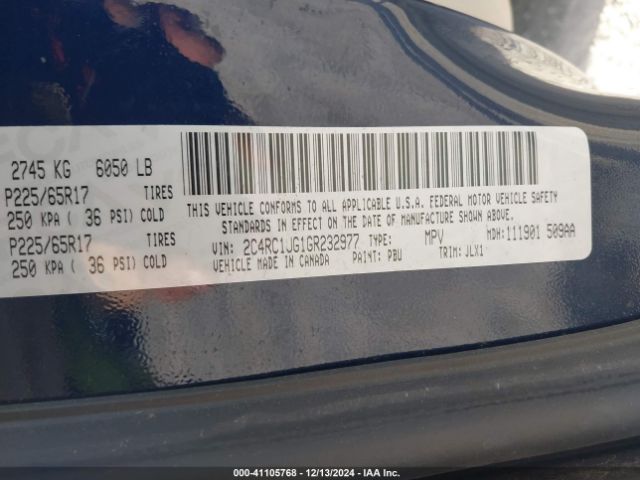 2745 KG 6050 LB
P225/65R17 TIRES
250 KPA ( 36 PSI) COLD
P225/65R17 TIRES
250 KPA ( 36 PSI) COLD
THIS VEHICLE CONFORMS TO ALL APPLICABLE U.S.A. FEDERAL MOTOR VEHICLE SAFETY
STANDARDS IN EFFECT ON THE DATE OF MANUFACTURE SHOWN ABOVE.
VIN: 2C4RC1JG1GR232977 TYPE: MPV MDH: 111901 509AA
VEHICLE MADE IN CANADA PAINT: PBU TRIM: JLX1
000-41105768 | 12/13/2024 | IAA Inc.